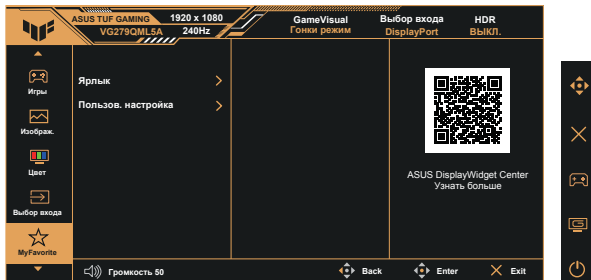 ASUS TUF GAMING 1920 x 1080
VG279QML5A 240Hz
GameVisual
Гонки режим
Выбор входа
DisplayPort
HDR
ВЫКЛ.
Игры
Изображ.
Цвет
Выбор входа
MyFavorite
Ярлык
Пользов. настройка
ASUS DisplayWidget Center
Узнать больше
Громкость 50
Back
Enter
Exit